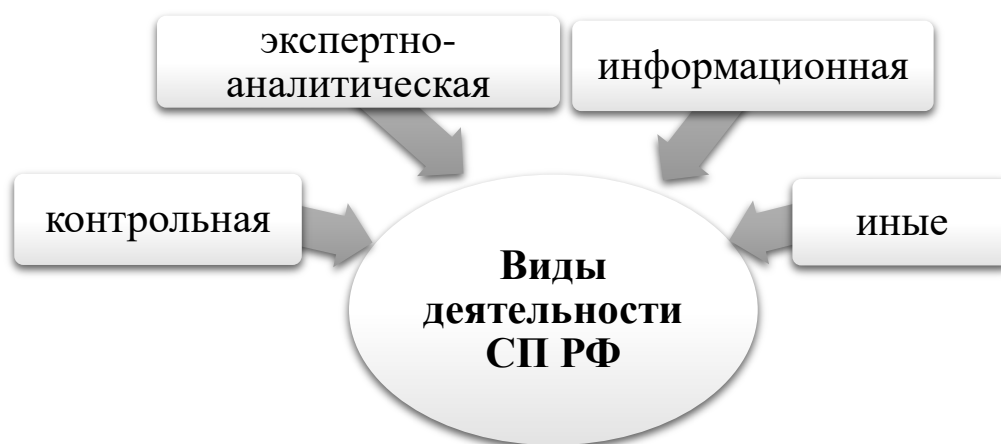 экспертно-
аналитическая
информационная
контрольная
иные
Виды
деятельности
СП РФ